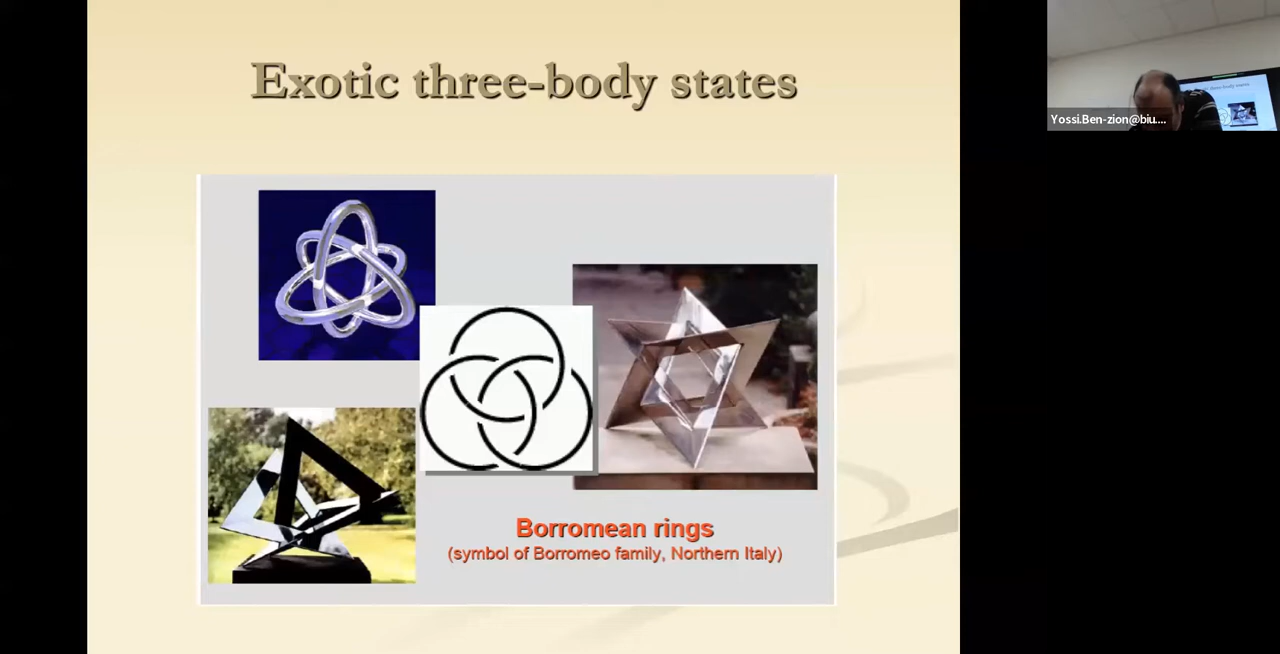 Exotic three-body states
Yossi.Ben-zion@biu....
Borromean rings
(symbol of Borromeo family, Northern Italy)